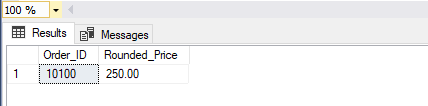 100 %
Results Messages
Order_ID Rounded_Price
1 10100 250.00